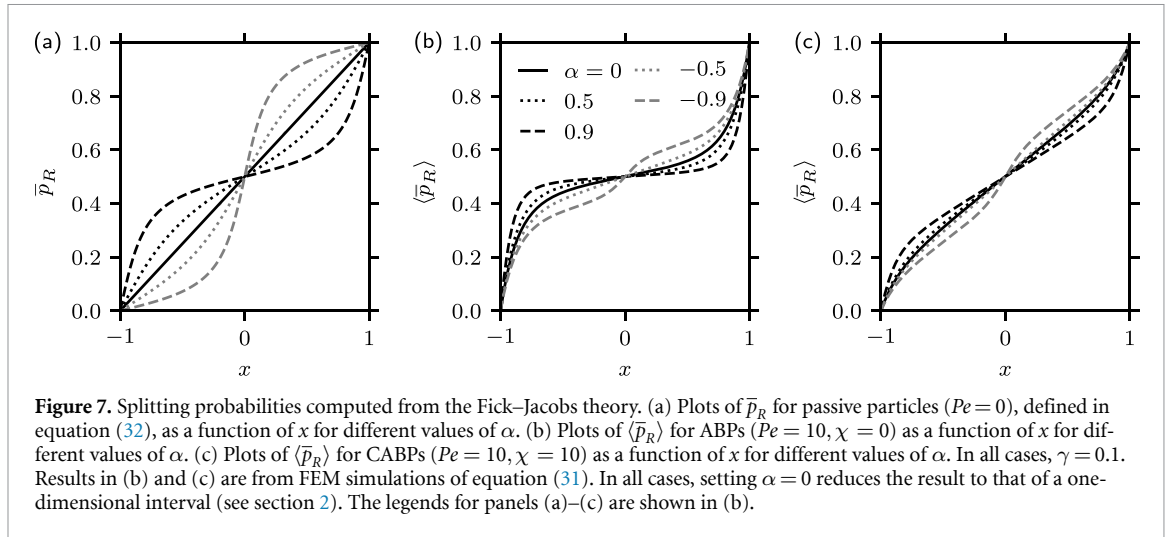 (a)
1.0
0.8
0.6
0.4
0.2
0.0
p̅_R
−1
0
1
x
(b)
1.0
0.8
0.6
0.4
0.2
0.0
⟨p̅_R⟩
α = 0
0.5
0.9
−0.5
−0.9
−1
0
1
x
(c)
1.0
0.8
0.6
0.4
0.2
0.0
⟨p̅_R⟩
−1
0
1
x
Figure 7. Splitting probabilities computed from the Fick–Jacobs theory. (a) Plots of p̅_R for passive particles (Pe = 0), defined in
equation (32), as a function of x for different values of α. (b) Plots of ⟨p̅_R⟩ for ABPs (Pe = 10, χ = 0) as a function of x for dif-
ferent values of α. (c) Plots of ⟨p̅_R⟩ for CABPs (Pe = 10, χ = 10) as a function of x for different values of α. In all cases, γ = 0.1.
Results in (b) and (c) are from FEM simulations of equation (31). In all cases, setting α = 0 reduces the result to that of a one-
dimensional interval (see section 2). The legends for panels (a)–(c) are shown in (b).